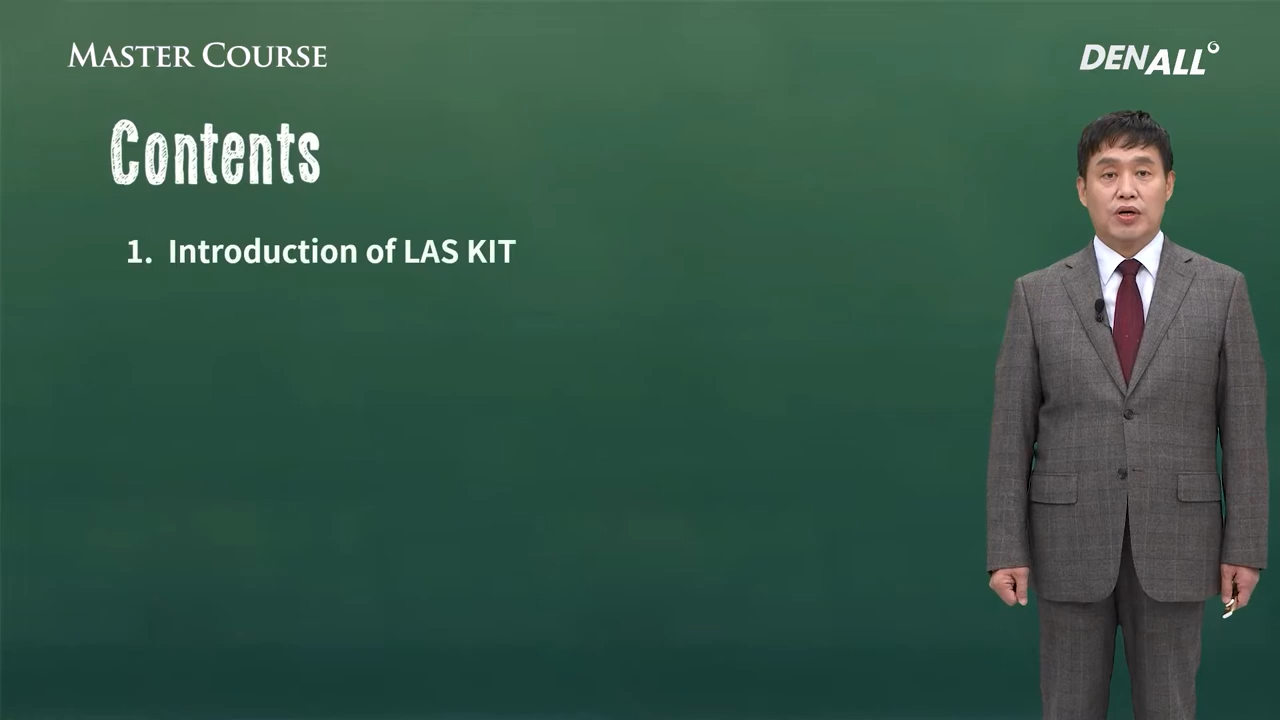 Master Course
DENALL
Contents
1. Introduction of LAS KIT